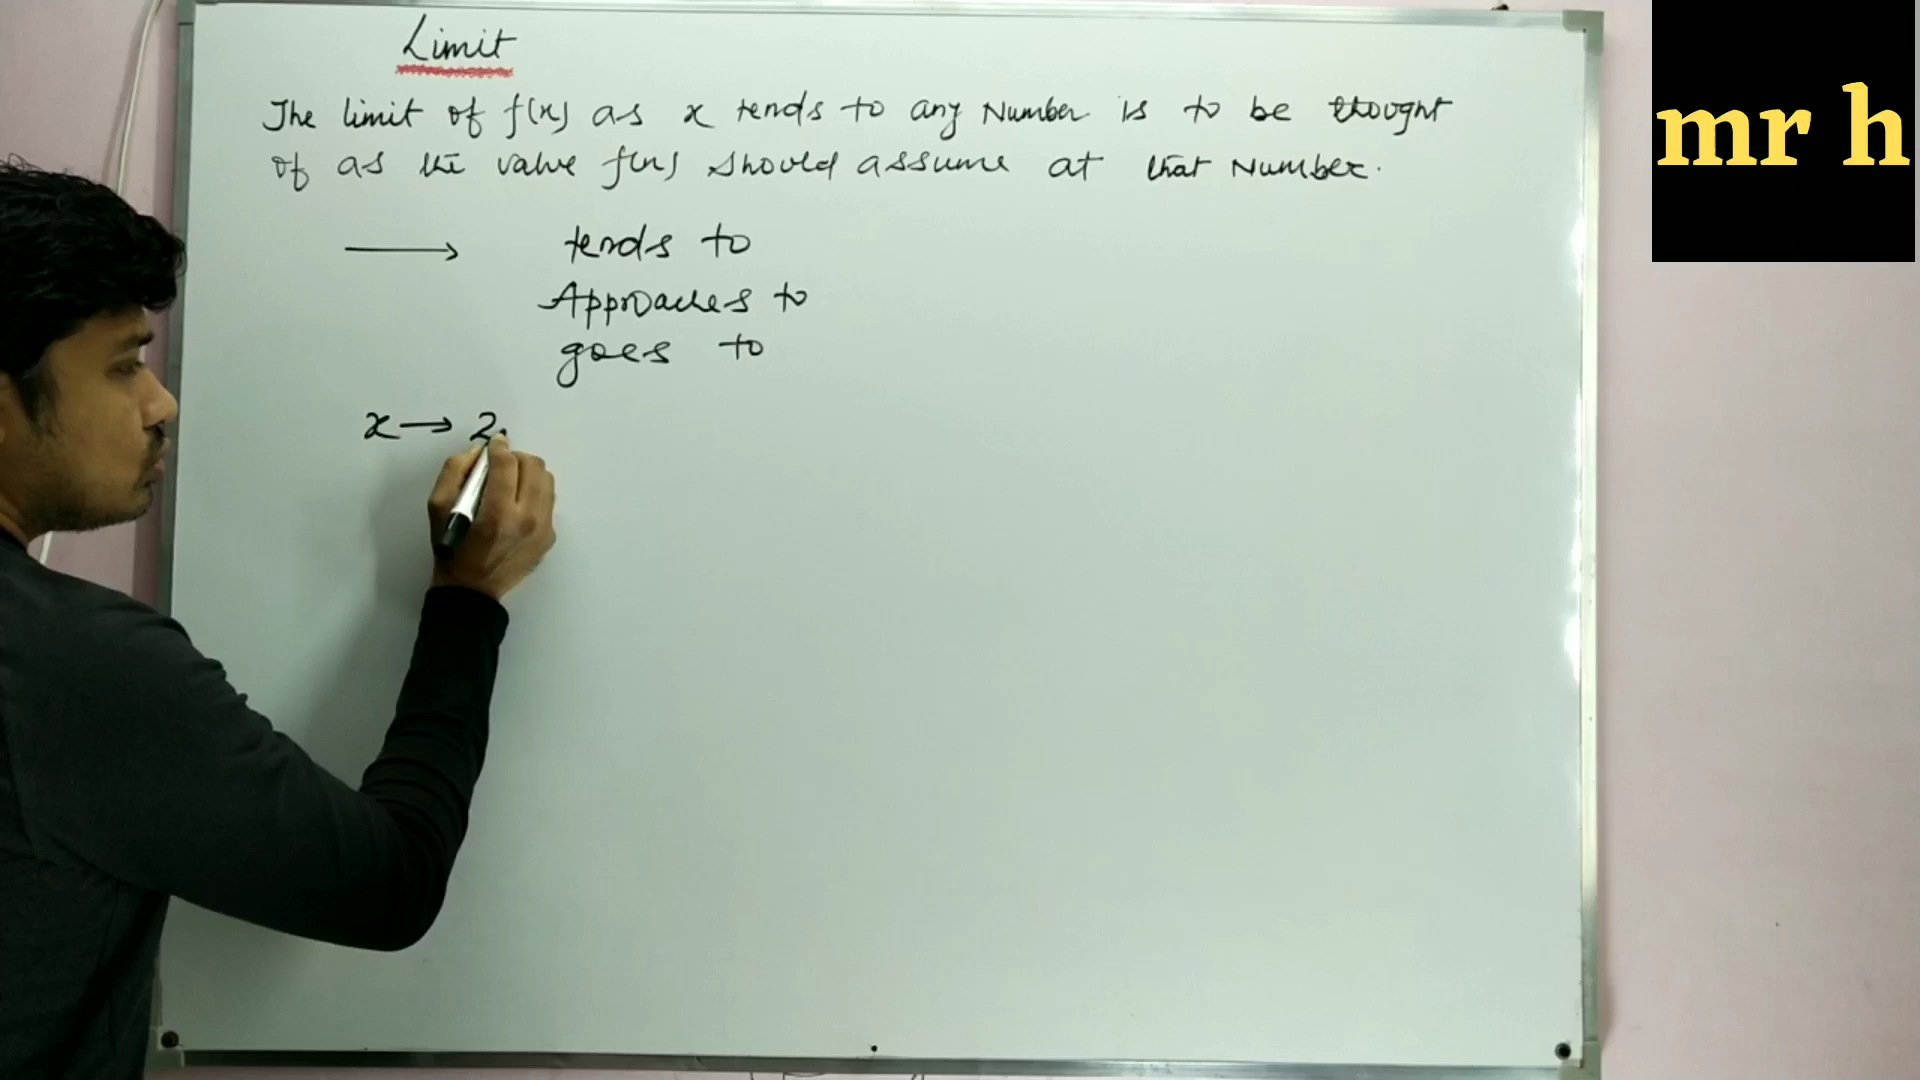 Limit
The limit of f(x) as x tends to any Number is to be thought
of as the value f(x) should assume at that Number.
→ tends to
Approaches to
goes to
x → 2
mr h